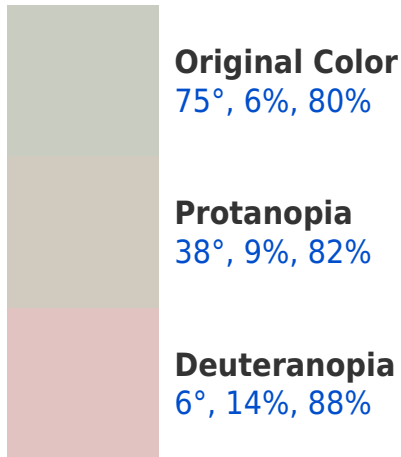 Original Color
75°, 6%, 80%
Protanopia
38°, 9%, 82%
Deuteranopia
6°, 14%, 88%